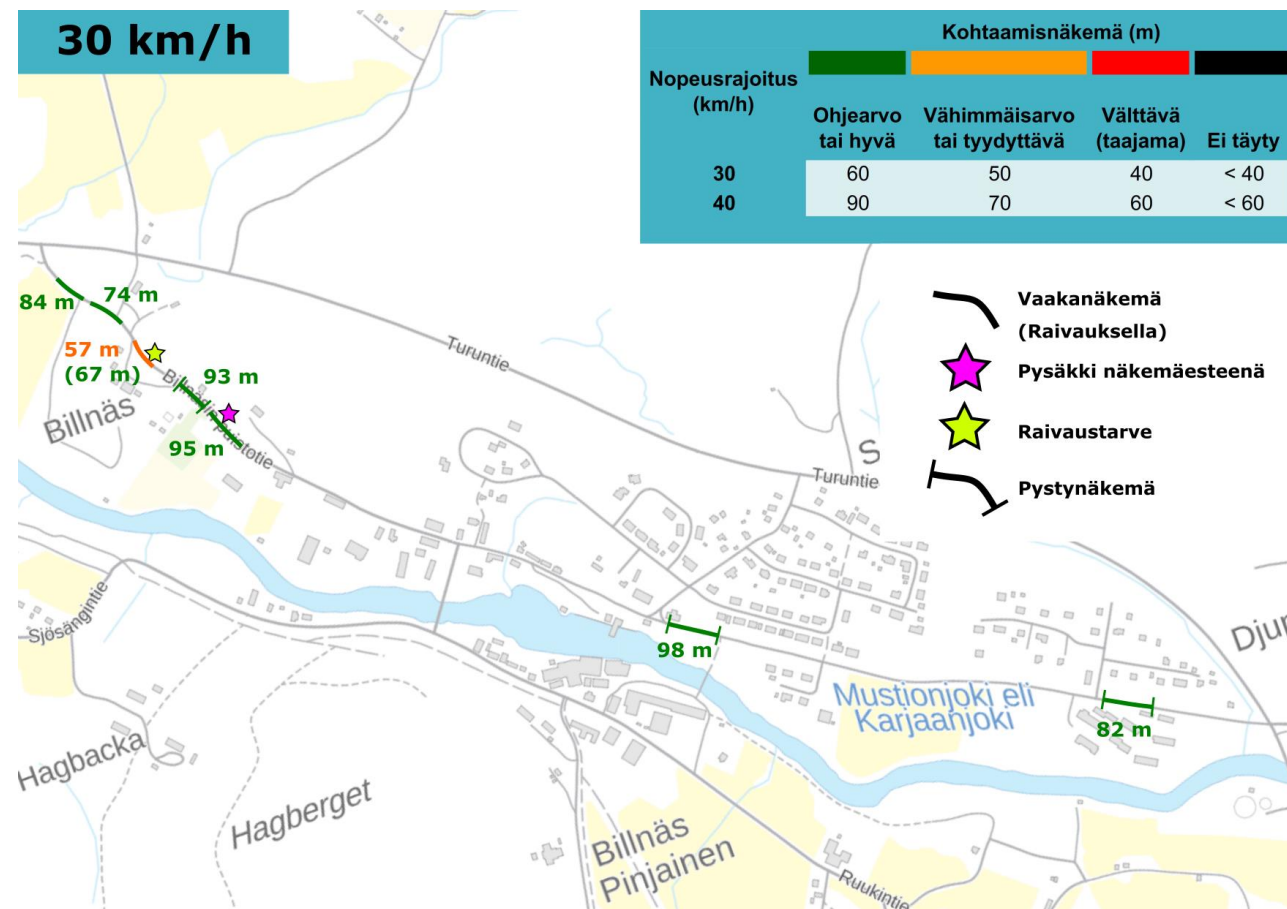 30 km/h
Kohtaamisnäkemä (m)
Nopeusrajoitus
(km/h)
Ohjearvo
tai hyvä
Vähimmäisarvo
tai tyydyttävä
Välttävä
(taajama)
Ei täyty
30 60 50 40 < 40
40 90 70 60 < 60
Vaakanäkemä
(Raivauksella)
Pysäkki näkemäesteenä
Raivaustarve
Pystynäkemä
84 m
74 m
57 m
(67 m)
93 m
95 m
Billnäs
Billnäsin puistotie
Turuntie
Turuntie
S
98 m
82 m
Djur
Mustionjoki eli
Karjaanjoki
Sjösängintie
Hagbacka
Hagberget
Billnäs
Pinjainen
Ruukintie